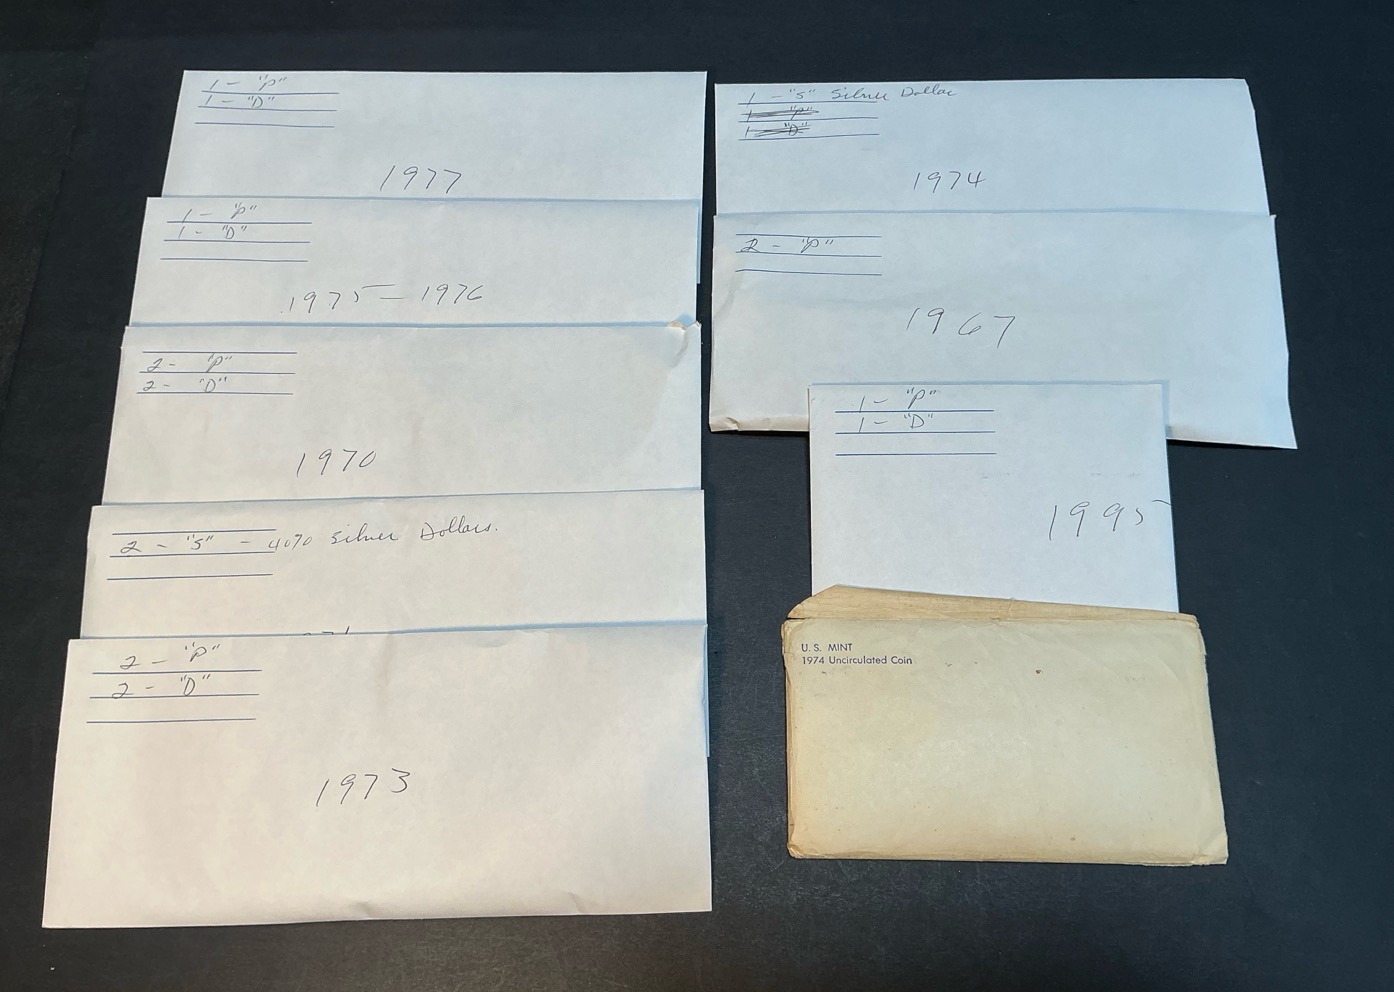 1 - "P"
1 - "D"
1977
1 - "P"
1 - "D"
1975 - 1976
2 - "P"
2 - "D"
1970
2 - "S" - 40% Silver Dollars.
2 - "P"
2 - "D"
1973
1 - "S" Silver Dollar
1 - "P"
1 - "D"
1974
2 - "P"
1967
1 - "P"
1 - "D"
1995
U. S. MINT
1974 Uncirculated Coin